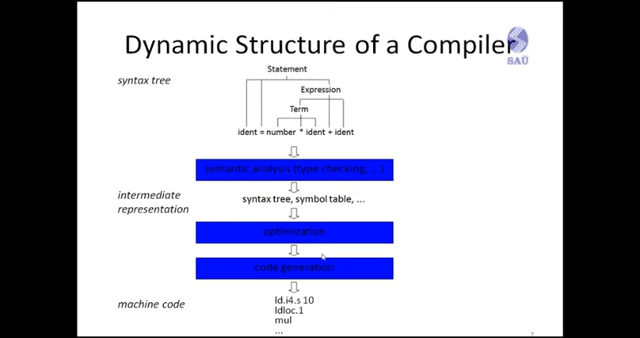 Dynamic Structure of a Compiler
SAÜ
syntax tree
Statement
Expression
Term
ident = number * ident + ident
semantic analysis (type checking, ...)
intermediate
representation
syntax tree, symbol table, ...
optimization
code generation
machine code
ld.i4.s 10
ldloc.1
mul
...
7